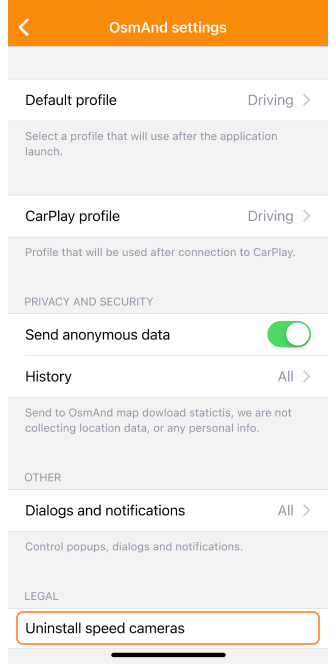 OsmAnd settings
Default profile Driving
Select a profile that will use after the application
launch.
CarPlay profile Driving
Profile that will be used after connection to CarPlay.
PRIVACY AND SECURITY
Send anonymous data
History All
Send to OsmAnd map dowload statictis, we are not
collecting location data, or any personal info.
OTHER
Dialogs and notifications All
Control popups, dialogs and notifications.
LEGAL
Uninstall speed cameras